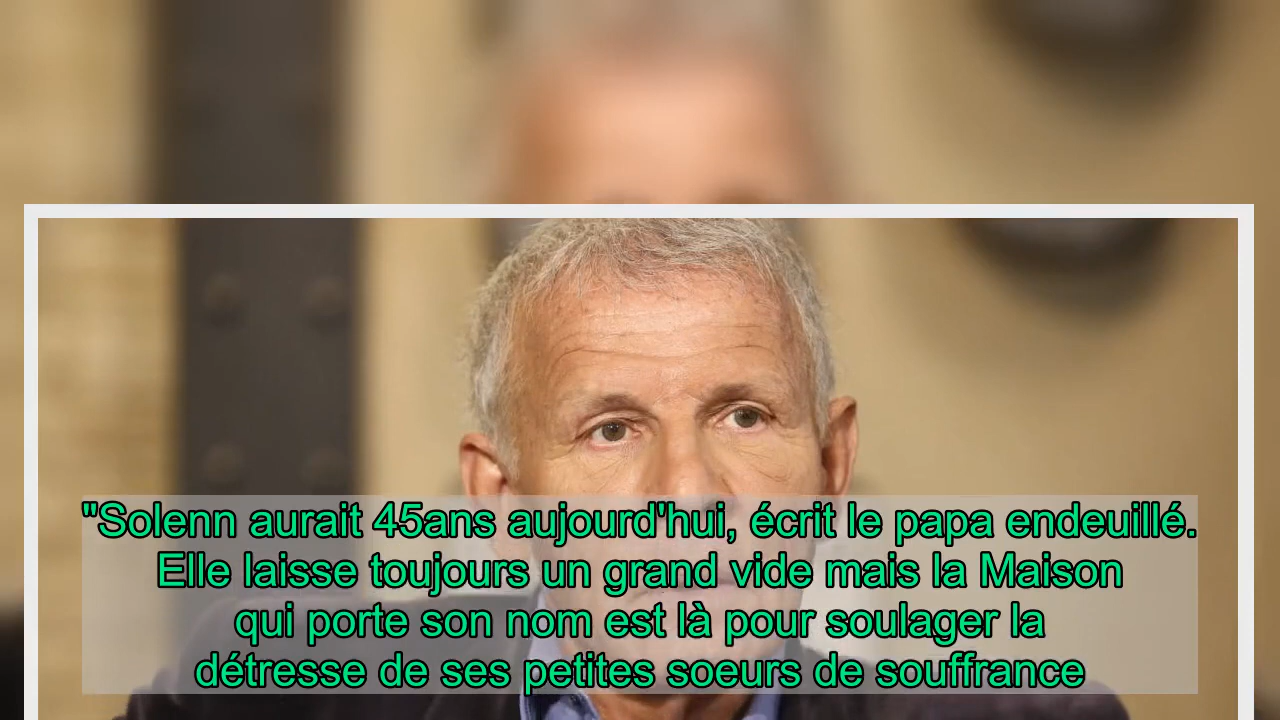 "Solenn aurait 45ans aujourd'hui, écrit le papa endeuillé.
Elle laisse toujours un grand vide mais la Maison
qui porte son nom est là pour soulager la
détresse de ses petites soeurs de souffrance